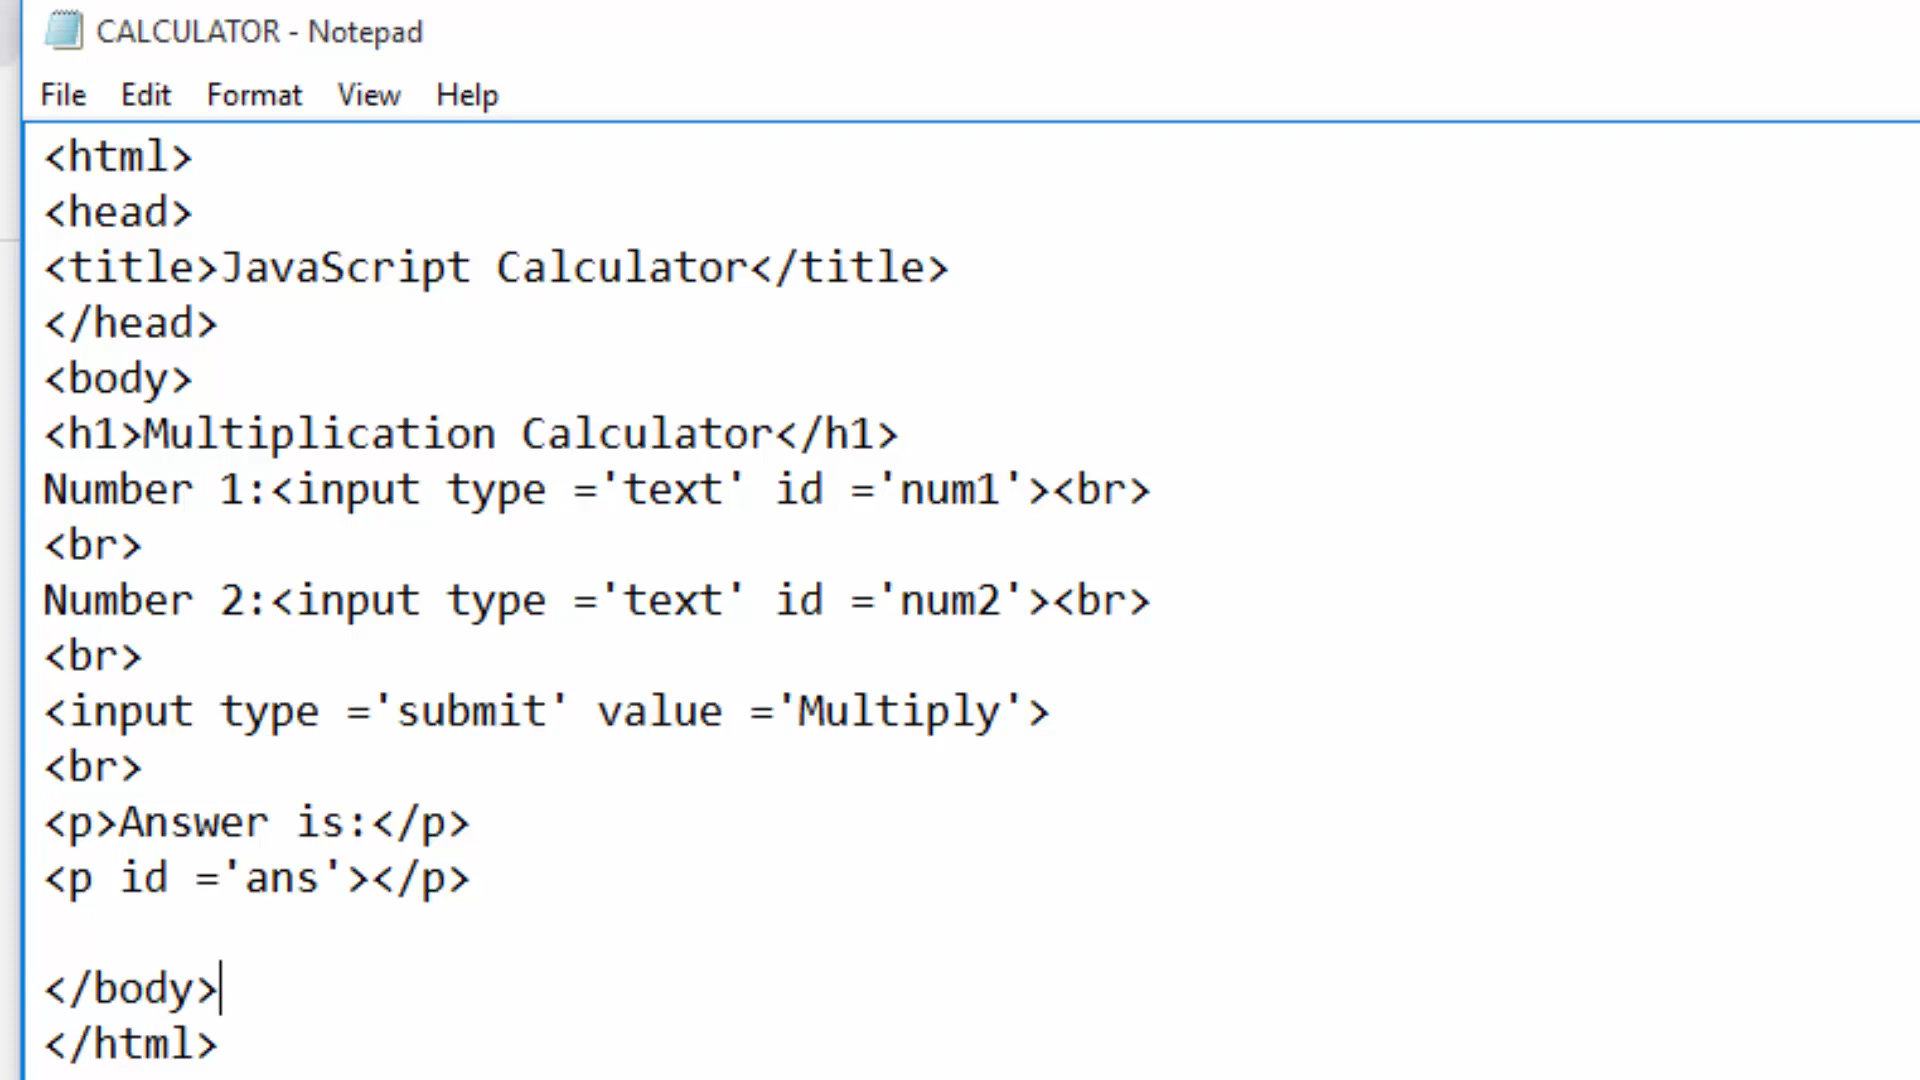 CALCULATOR - Notepad
File Edit Format View Help
<html>
<head>
<title>JavaScript Calculator</title>
</head>
<body>
<h1>Multiplication Calculator</h1>
Number 1:<input type ='text' id ='num1'><br>
<br>
Number 2:<input type ='text' id ='num2'><br>
<br>
<input type ='submit' value ='Multiply'>
<br>
<p>Answer is:</p>
<p id ='ans'></p>
</body>
</html>